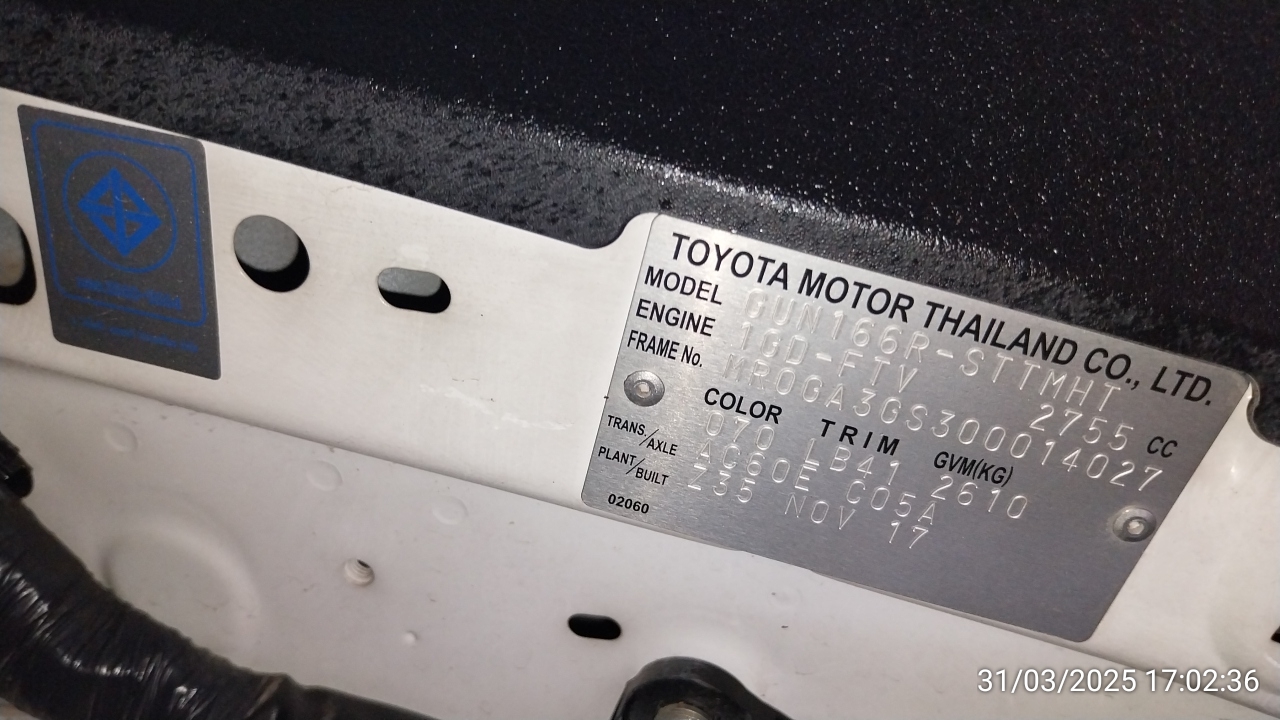 TOYOTA MOTOR THAILAND CO., LTD.
MODEL GUN166R-STTMHT
ENGINE 1GD-FTV 2755 CC
FRAME No. MR0GA3GS300014027
COLOR TRIM GVM(KG)
070 LB41 2610
TRANS./AXLE AC60E C05A
PLANT/BUILT Z35 NOV 17
02060
31/03/2025 17:02:36